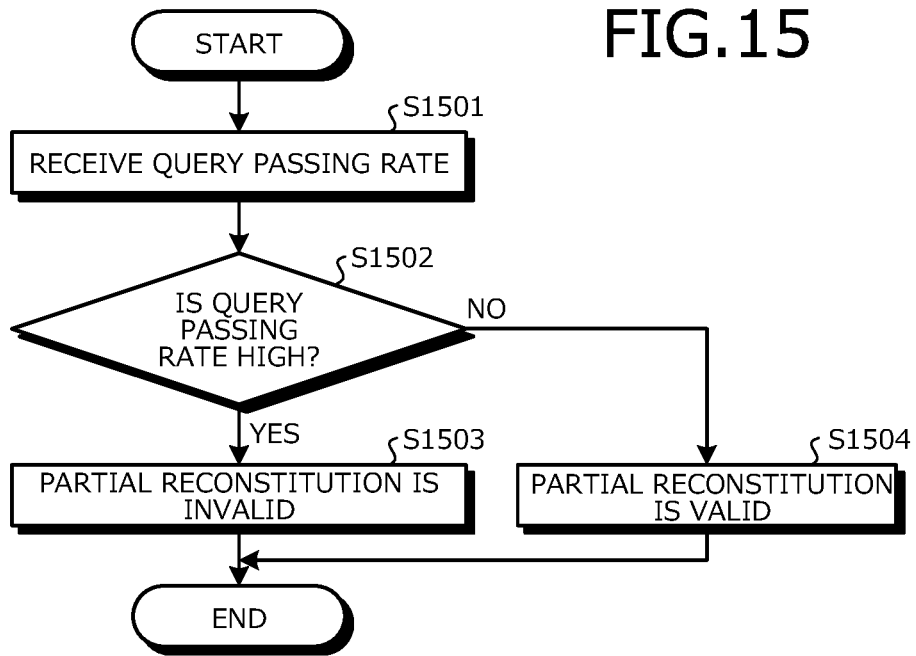 FIG.15
START
S1501
RECEIVE QUERY PASSING RATE
S1502
IS QUERY
PASSING
RATE HIGH?
NO
YES
S1503
PARTIAL RECONSTITUTION IS
INVALID
S1504
PARTIAL RECONSTITUTION
IS VALID
END